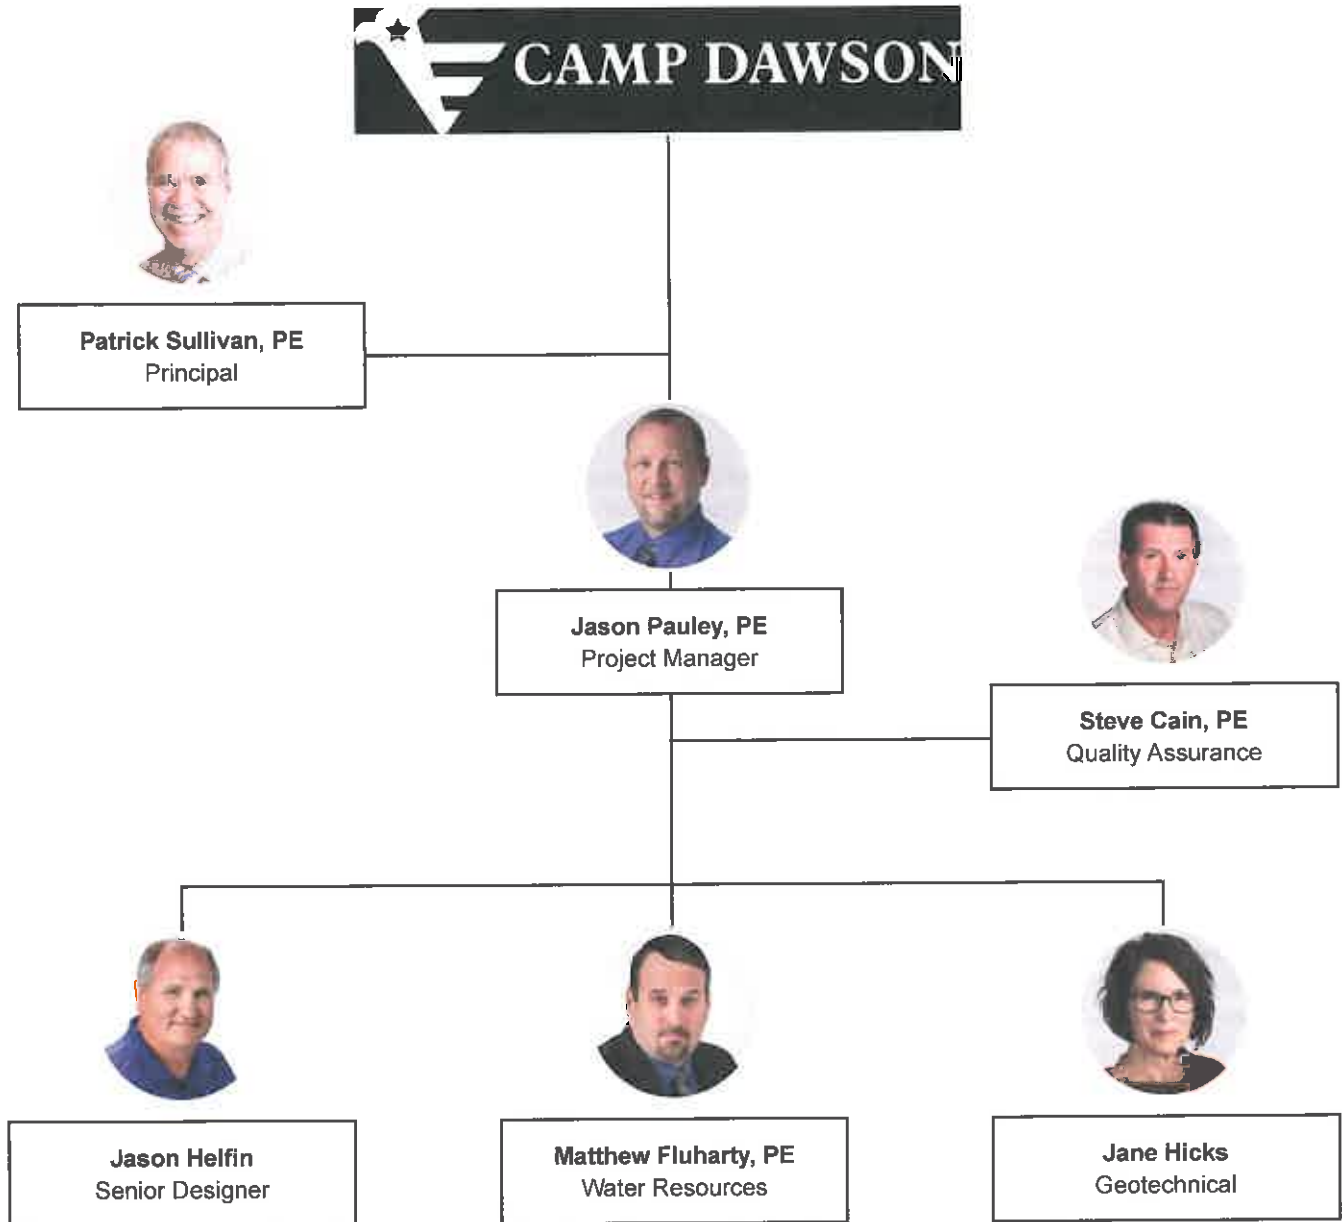 CAMP DAWSON
Patrick Sullivan, PE
Principal
Jason Pauley, PE
Project Manager
Steve Cain, PE
Quality Assurance
Jason Helfin
Senior Designer
Matthew Fluharty, PE
Water Resources
Jane Hicks
Geotechnical